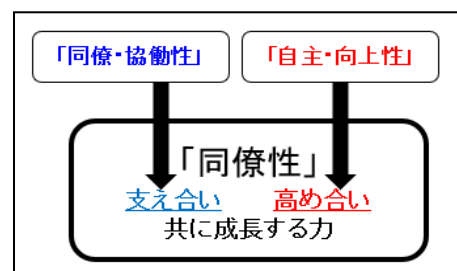 「同僚・協働性」
「自主・向上性」
「同僚性」
支え合い 高め合い
共に成長する力